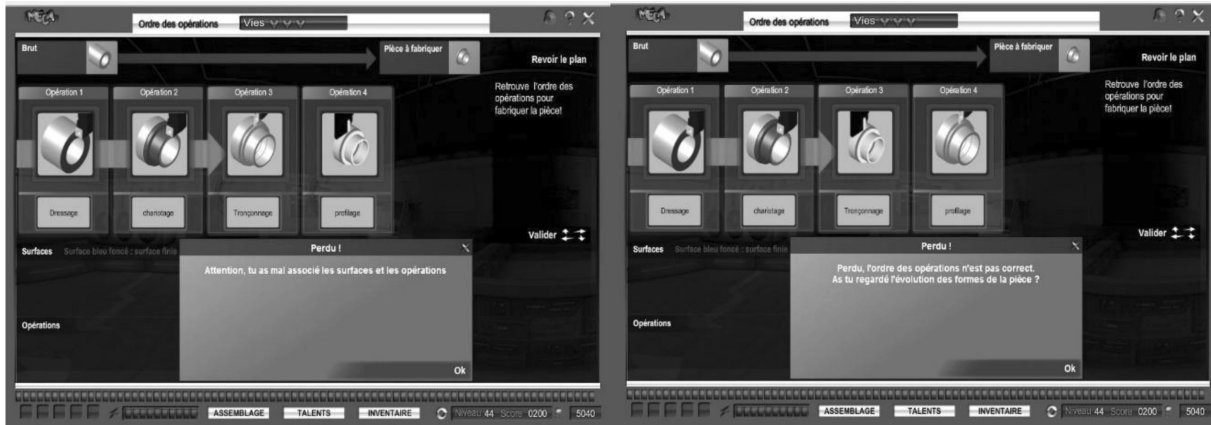 MECA
Ordre des opérations
Vies
?
Brut
Pièce à fabriquer
Revoir le plan
Retrouve l'ordre des
opérations pour
fabriquer la pièce!
Opération 1
Opération 2
Opération 3
Opération 4
Dressage
chariotage
Tronçonnage
profilage
Valider
Surfaces
Surface bleu foncé : surface finie
Perdu !
Attention, tu as mal associé les surfaces et les opérations
Opérations
Ok
ASSEMBLAGE
TALENTS
INVENTAIRE
Niveau 44 Score 0200
5040
MECA
Ordre des opérations
Vies
?
Brut
Pièce à fabriquer
Revoir le plan
Retrouve l'ordre des
opérations pour
fabriquer la pièce!
Opération 1
Opération 2
Opération 3
Opération 4
Dressage
chariotage
Tronçonnage
profilage
Valider
Surfaces
Surface bleu foncé : surface finie
Perdu !
Perdu, l'ordre des opérations n'est pas correct.
As tu regardé l'évolution des formes de la pièce ?
Opérations
Ok
ASSEMBLAGE
TALENTS
INVENTAIRE
Niveau 44 Score 0200
5040